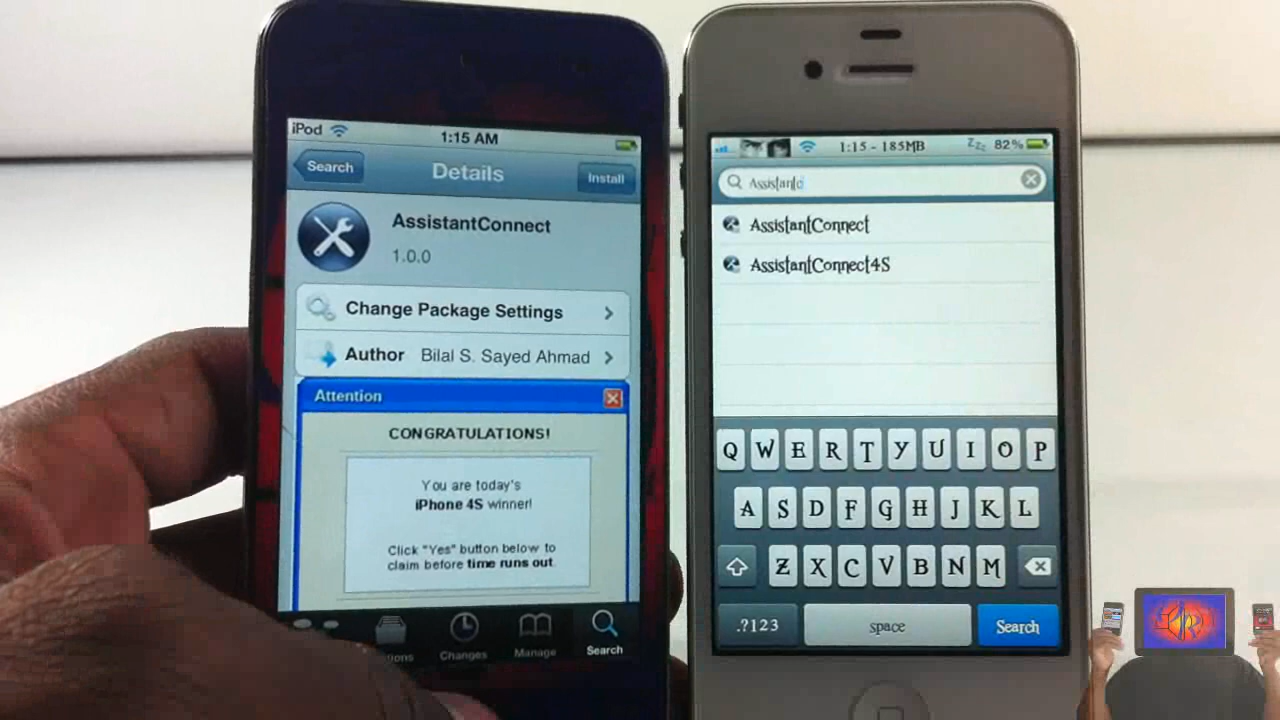 iPod 1:15 AM
Search Details Install
AssistantConnect
1.0.0
Change Package Settings
Author Bilal S. Sayed Ahmad
Attention
CONGRATULATIONS!
You are today's
iPhone 4S winner!
Click "Yes" button below to
claim before time runs out.
Changes Manage Search
1:15 - 185MB Zzz 82%
Assistantc
AssistantConnect
AssistantConnect4S
Q W E R T Y U I O P
A S D F G H J K L
Z X C V B N M
.?123 space Search